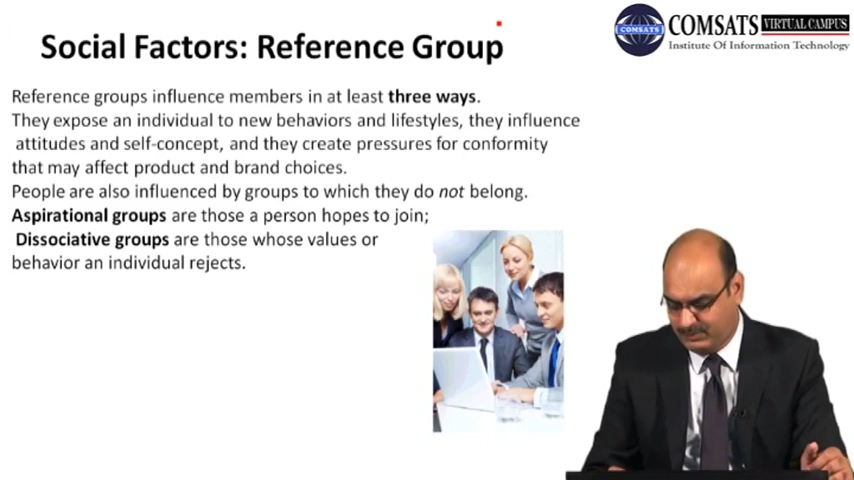 Social Factors: Reference Group
COMSATS
COMSATS VIRTUAL CAMPUS
Institute Of Information Technology
Reference groups influence members in at least three ways.
They expose an individual to new behaviors and lifestyles, they influence
attitudes and self-concept, and they create pressures for conformity
that may affect product and brand choices.
People are also influenced by groups to which they do not belong.
Aspirational groups are those a person hopes to join;
Dissociative groups are those whose values or
behavior an individual rejects.